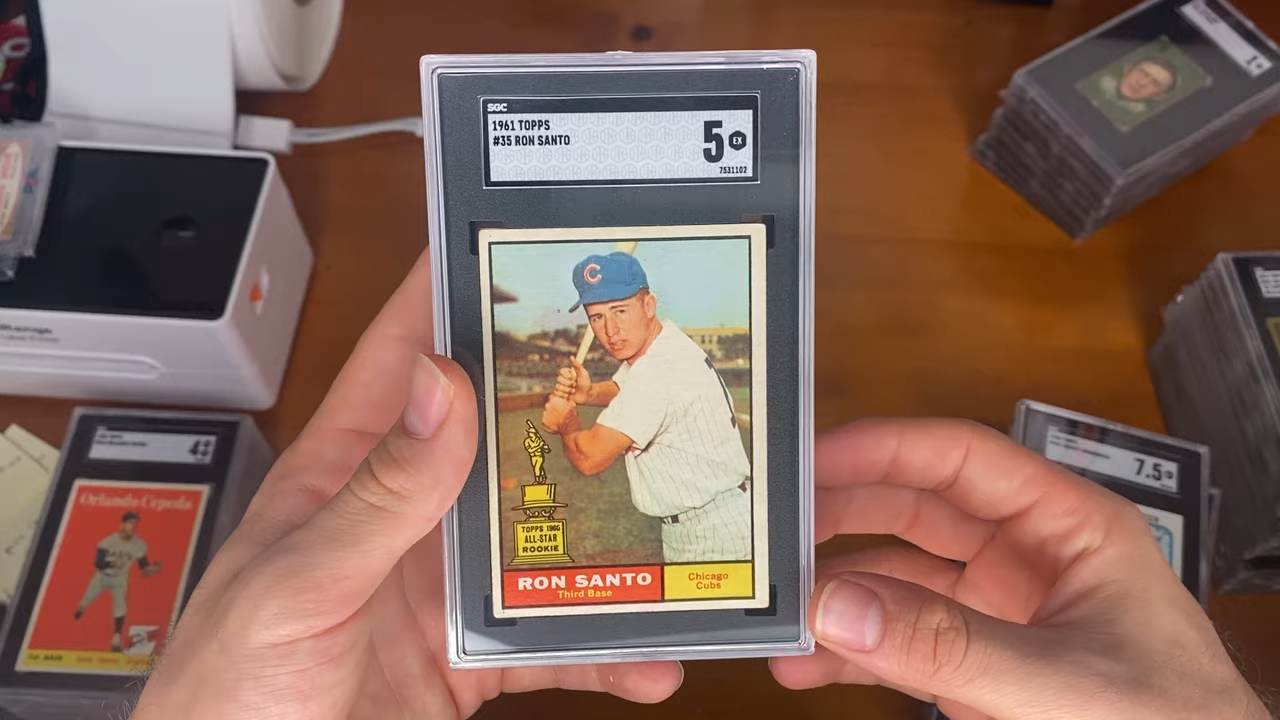 SGC
1961 TOPPS
#35 RON SANTO
5 EX
7531102
C
TOPPS 1960
ALL-STAR
ROOKIE
RON SANTO
Third Base
Chicago
Cubs
4
Orlando Cepeda
7.5